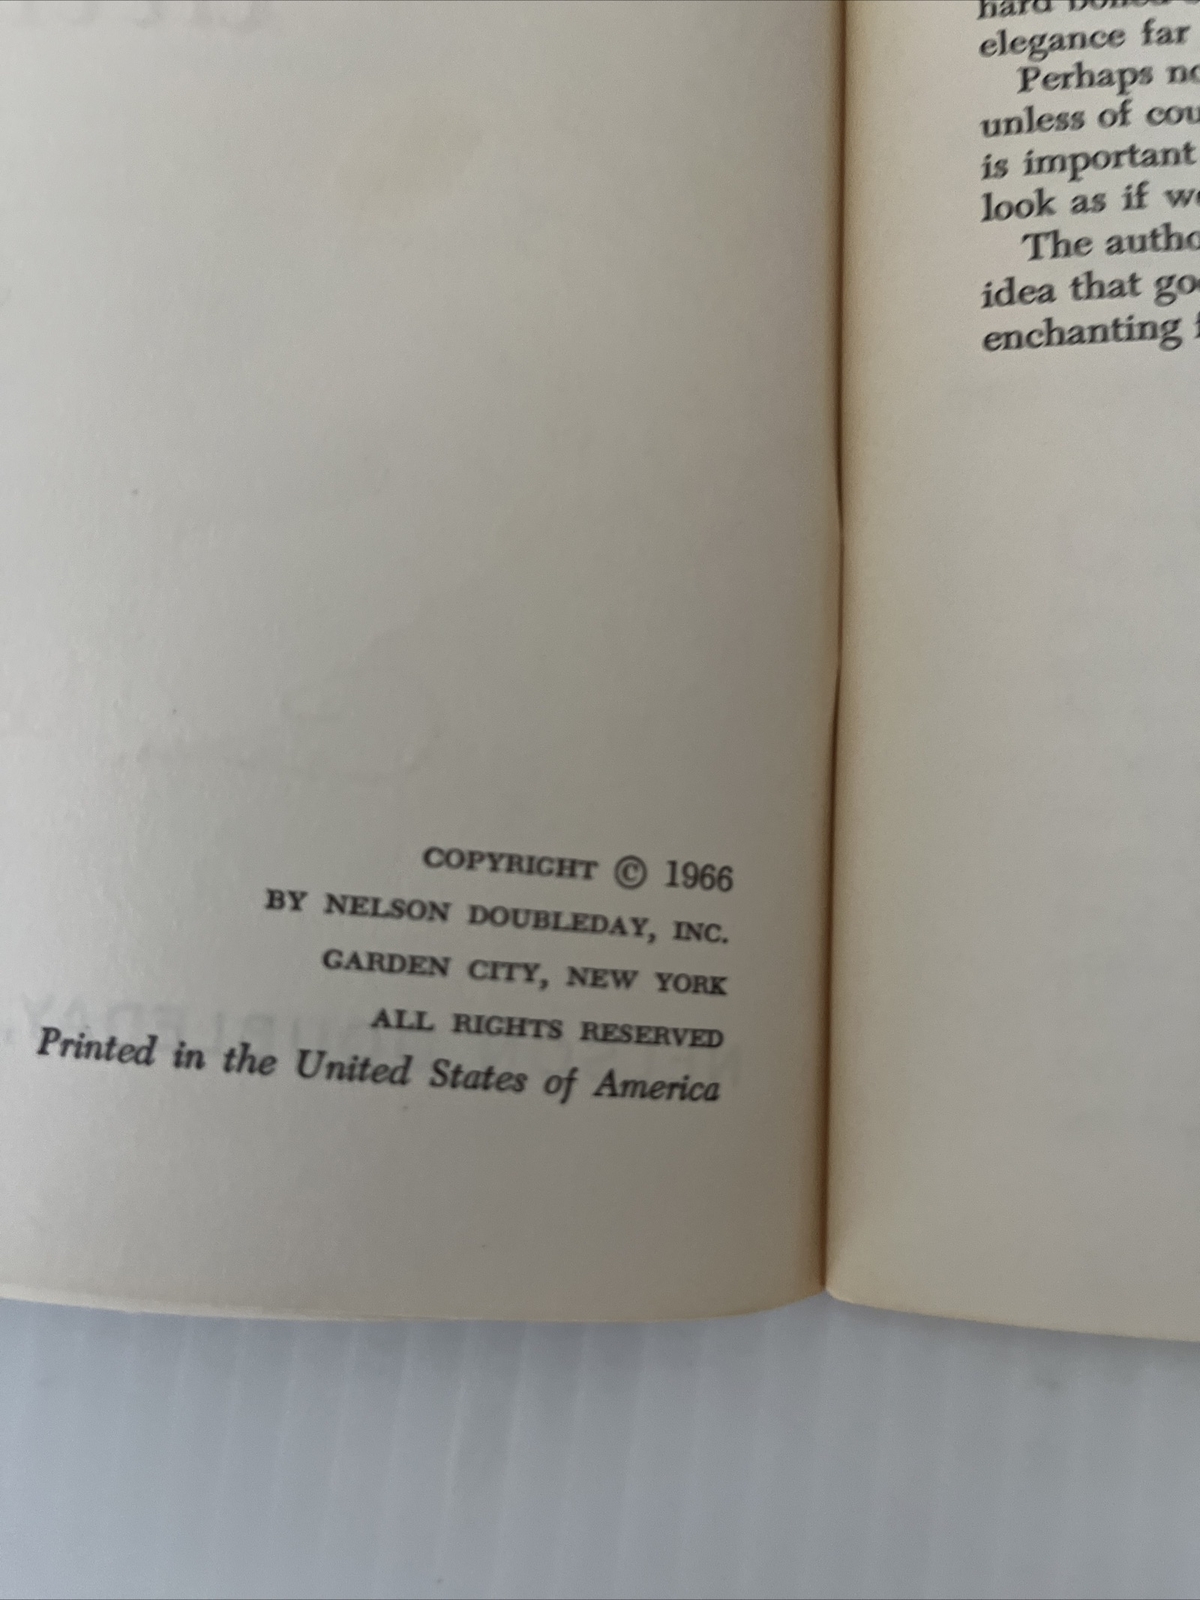 COPYRIGHT © 1966
BY NELSON DOUBLEDAY, INC.
GARDEN CITY, NEW YORK
ALL RIGHTS RESERVED
Printed in the United States of America
hard
elegance far
Perhaps
unless of
is important
look as if
The
idea that
enchanting